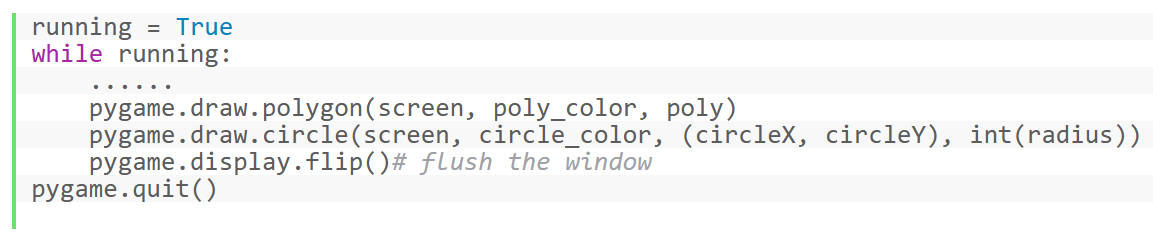 running = True
while running:
    ......
    pygame.draw.polygon(screen, poly_color, poly)
    pygame.draw.circle(screen, circle_color, (circleX, circleY), int(radius))
    pygame.display.flip()# flush the window
pygame.quit()